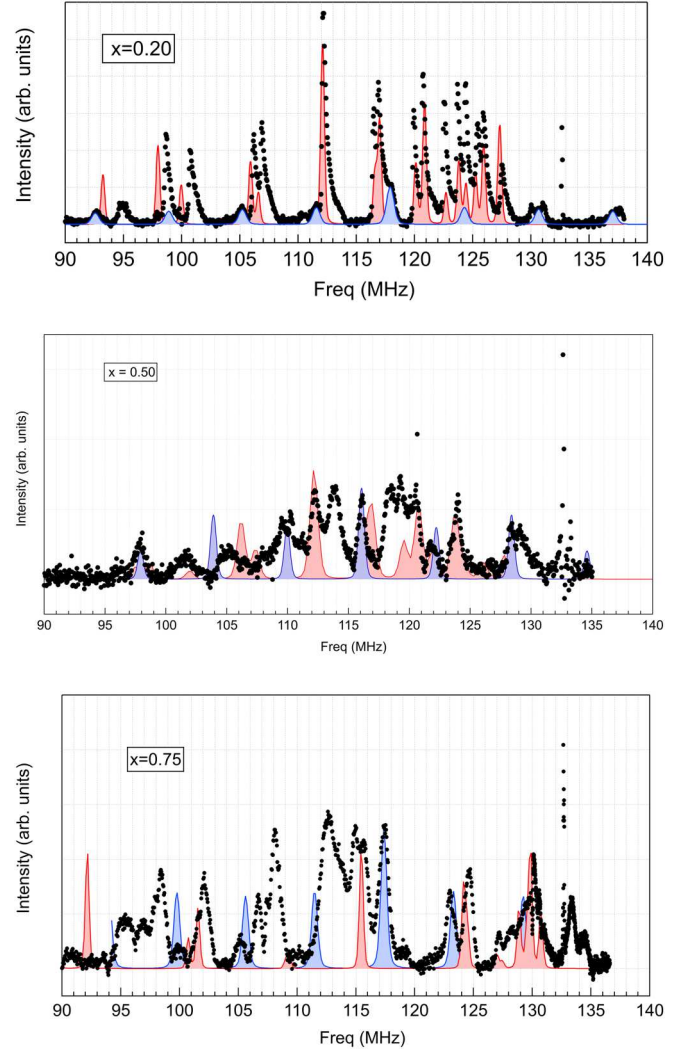 Intensity (arb. units)
x=0.20
90 95 100 105 110 115 120 125 130 135 140
Freq (MHz)
Intensity (arb. units)
x = 0.50
90 95 100 105 110 115 120 125 130 135 140
Freq (MHz)
Intensity (arb. units)
x=0.75
90 95 100 105 110 115 120 125 130 135 140
Freq (MHz)